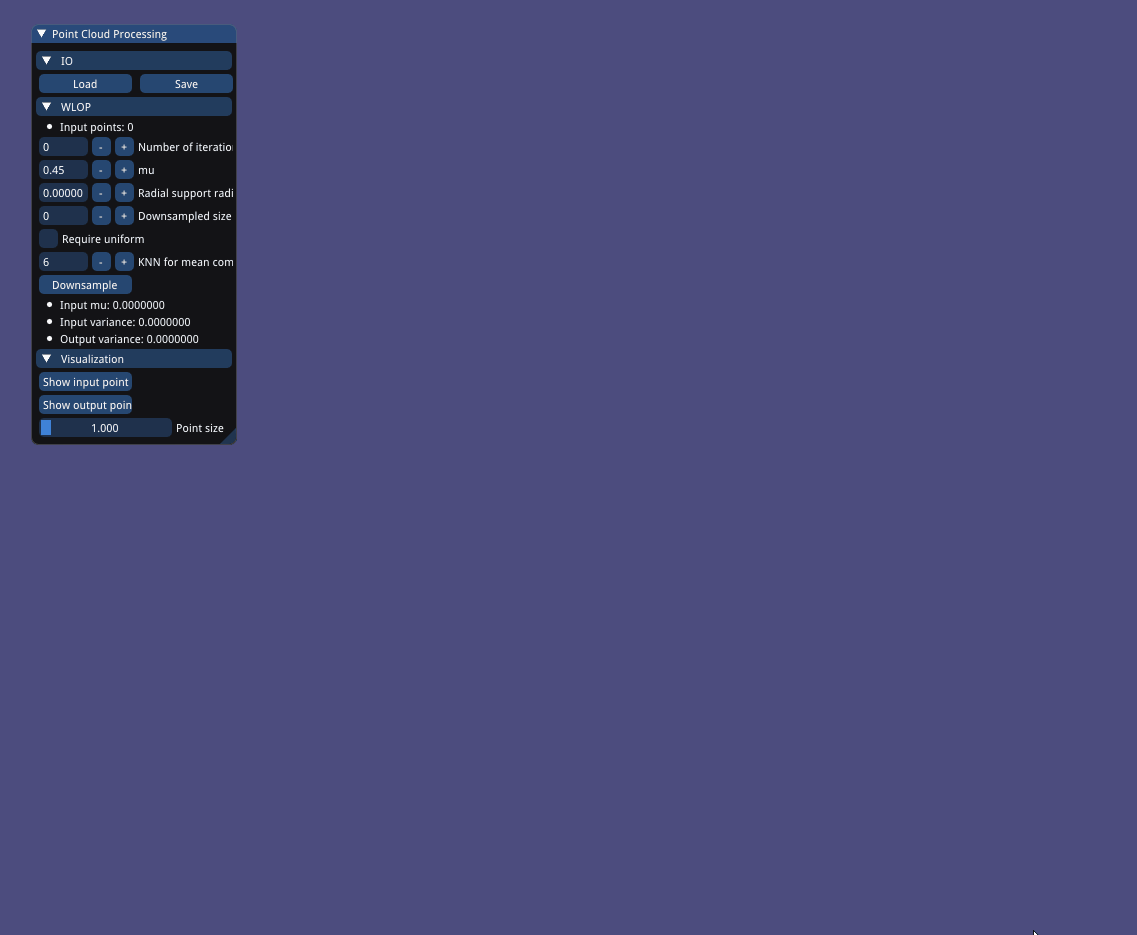 Point Cloud Processing
IO
Load Save
WLOP
Input points: 0
0 - + Number of iteratio
0.45 - + mu
0.00000 - + Radial support radi
0 - + Downsampled size
Require uniform
6 - + KNN for mean com
Downsample
Input mu: 0.0000000
Input variance: 0.0000000
Output variance: 0.0000000
Visualization
Show input point
Show output poin
1.000 Point size